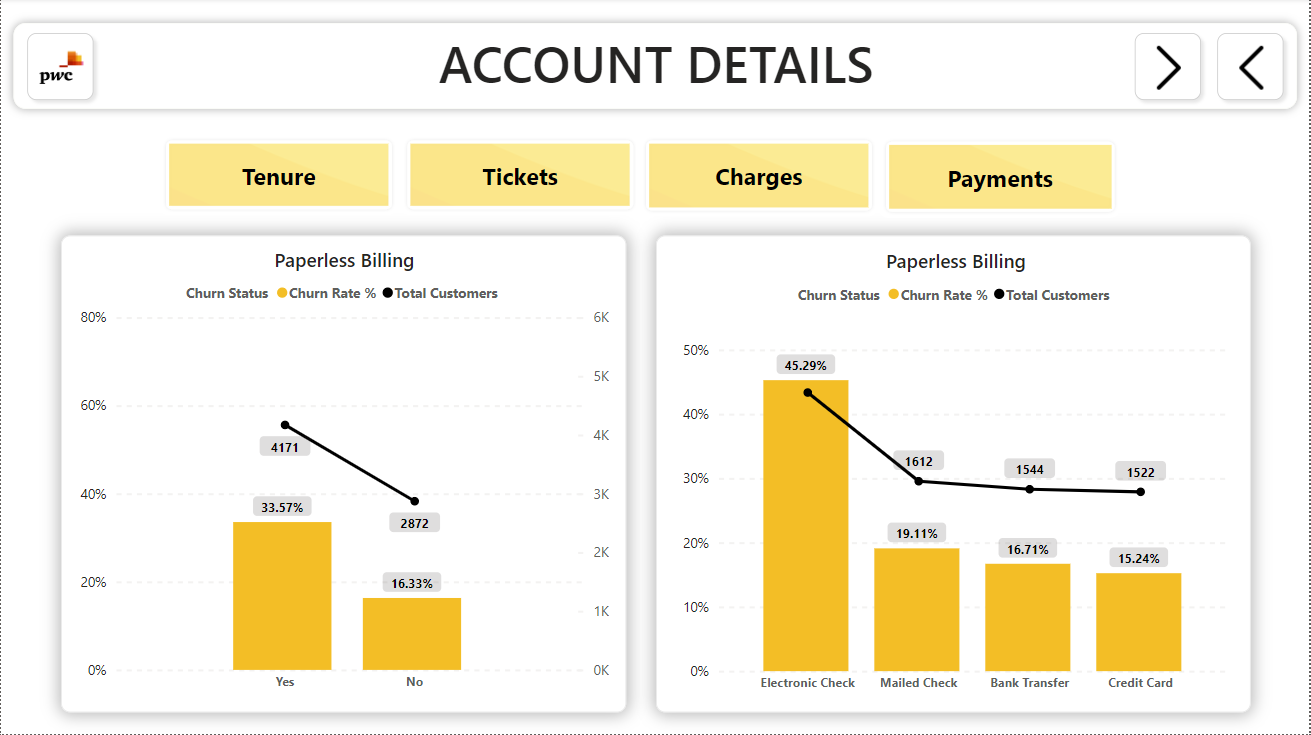 pwc
ACCOUNT DETAILS
Tenure
Tickets
Charges
Payments
Paperless Billing
Churn Status Churn Rate % Total Customers
80%
60%
40%
20%
0%
6K
5K
4K
3K
2K
1K
0K
4171
33.57%
2872
16.33%
Yes
No
Paperless Billing
Churn Status Churn Rate % Total Customers
50%
40%
30%
20%
10%
0%
45.29%
1612
1544
1522
19.11%
16.71%
15.24%
Electronic Check
Mailed Check
Bank Transfer
Credit Card